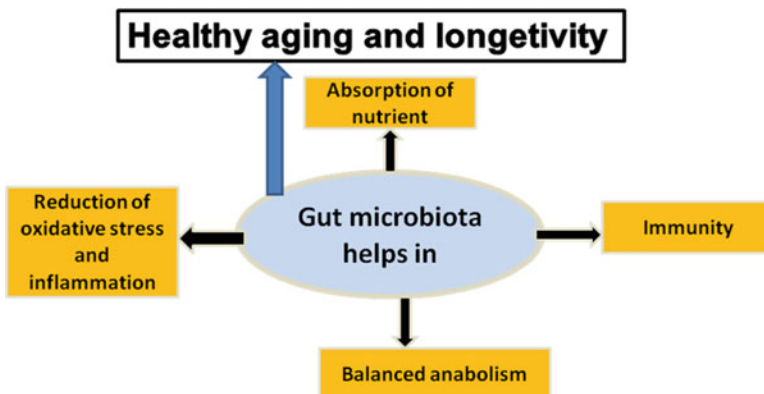 Healthy aging and longetivity
Absorption of
nutrient
Reduction of
oxidative stress
and
inflammation
Gut microbiota
helps in
Immunity
Balanced anabolism